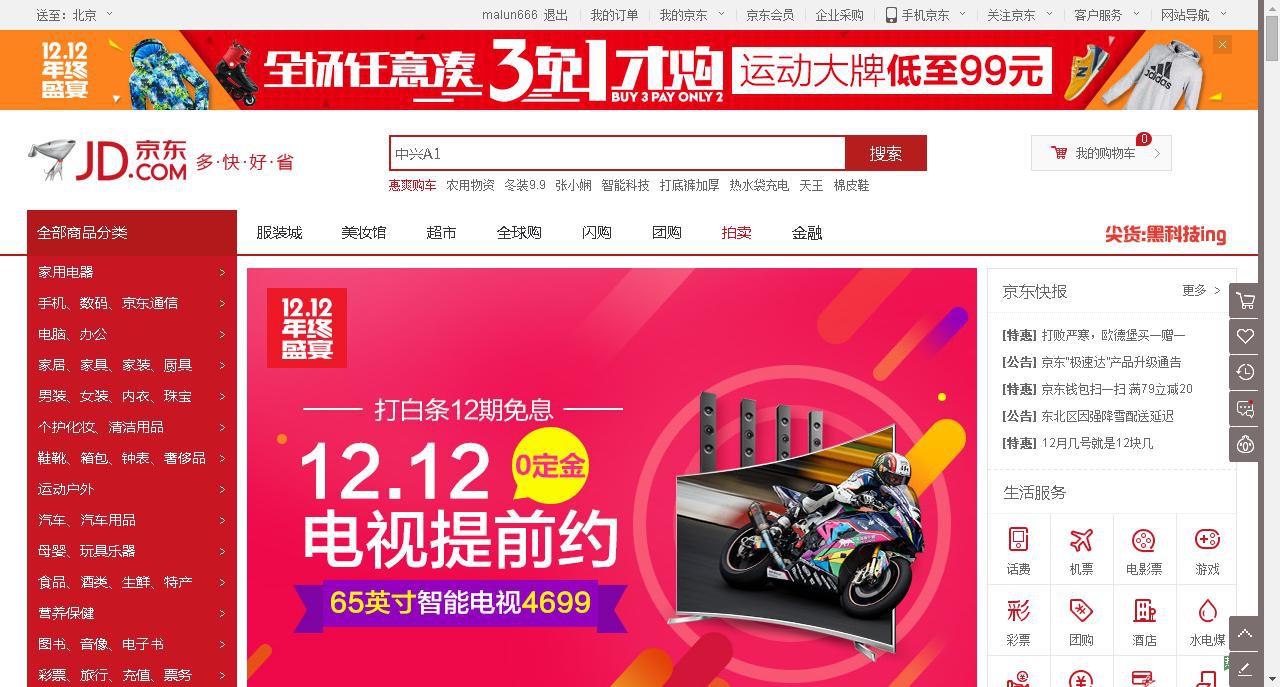 送至：北京
malun666 退出
我的订单
我的京东
京东会员
企业采购
手机京东
关注京东
客户服务
网站导航
12.12
年终
盛宴
全场任意凑
3免1才购
BUY 3 PAY ONLY 2
运动大牌低至99元
adidas
JD.COM
京东
多·快·好·省
中兴A1
搜索
0
我的购物车
惠爽购车 农用物资 冬装9.9 张小娴 智能科技 打底裤加厚 热水袋充电 天王 棉皮鞋
全部商品分类
服装城
美妆馆
超市
全球购
闪购
团购
拍卖
金融
尖货:黑科技ing
家用电器 >
手机、数码、京东通信 >
电脑、办公 >
家居、家具、家装、厨具 >
男装、女装、内衣、珠宝 >
个护化妆、清洁用品 >
鞋靴、箱包、钟表、奢侈品 >
运动户外 >
汽车、汽车用品 >
母婴、玩具乐器 >
食品、酒类、生鲜、特产 >
营养保健 >
图书、音像、电子书 >
彩票、旅行、充值、票务 >
12.12
年终
盛宴
打白条12期免息
12.12
0定金
电视提前约
65英寸智能电视4699
京东快报
更多 >
[特惠] 打败严寒，欧德堡买一赠一
[公告] 京东“极速达”产品升级通告
[特惠] 京东钱包扫一扫 满79立减20
[公告] 东北区因强降雪配送延迟
[特惠] 12月几号就是12块几
生活服务
话费
机票
电影票
游戏
彩
彩票
团购
酒店
水电煤